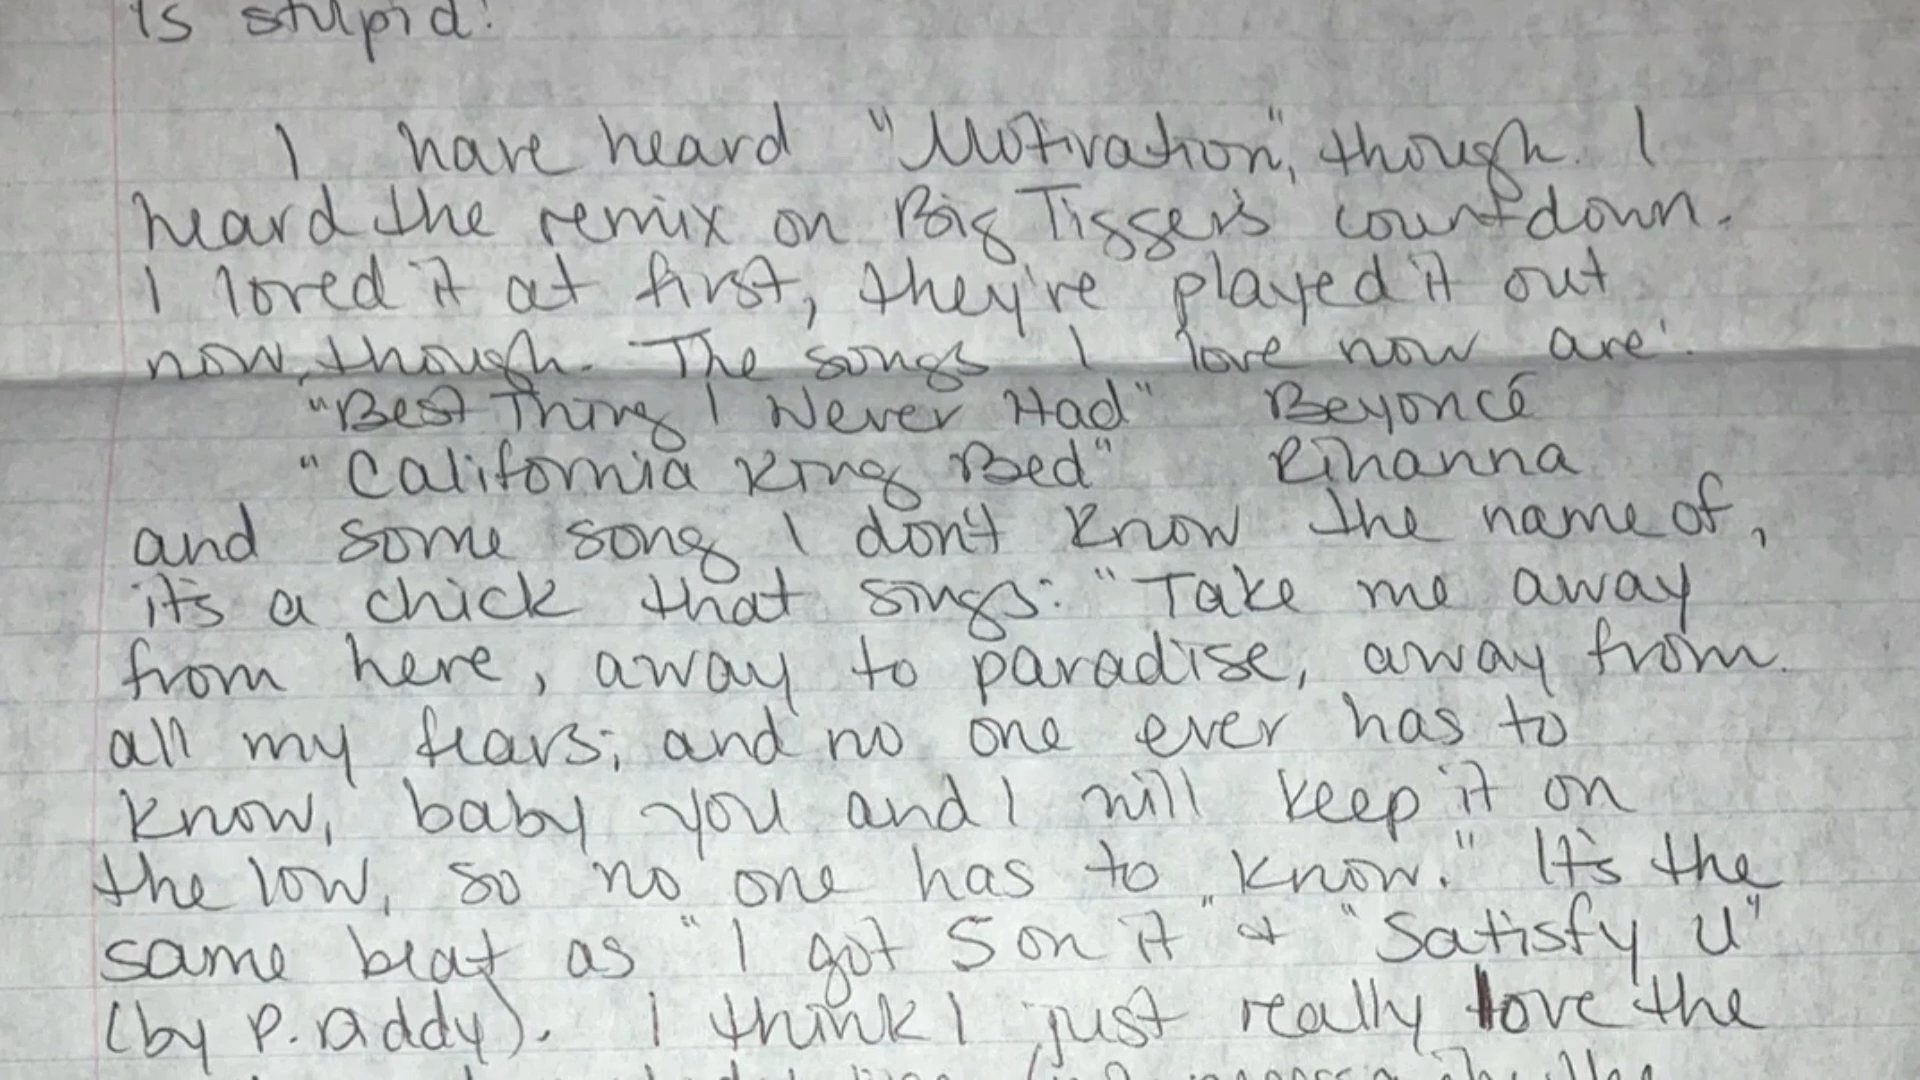 is stupid!
I have heard "Motivation", though. I
heard the remix on Big Tigger's countdown.
I loved it at first, they're played it out
now, though. The songs I love now are:
"Best Thing I Never Had" Beyoncé
"California King Bed" Rihanna
and some song I don't know the name of,
it's a chick that sings: "Take me away
from here, away to paradise, away from
all my fears; and no one ever has to
know, baby you and I will keep it on
the low, so no one has to know." It's the
same beat as "I got 5 on it" & "Satisfy U"
(by P. Daddy). I think I just really love the